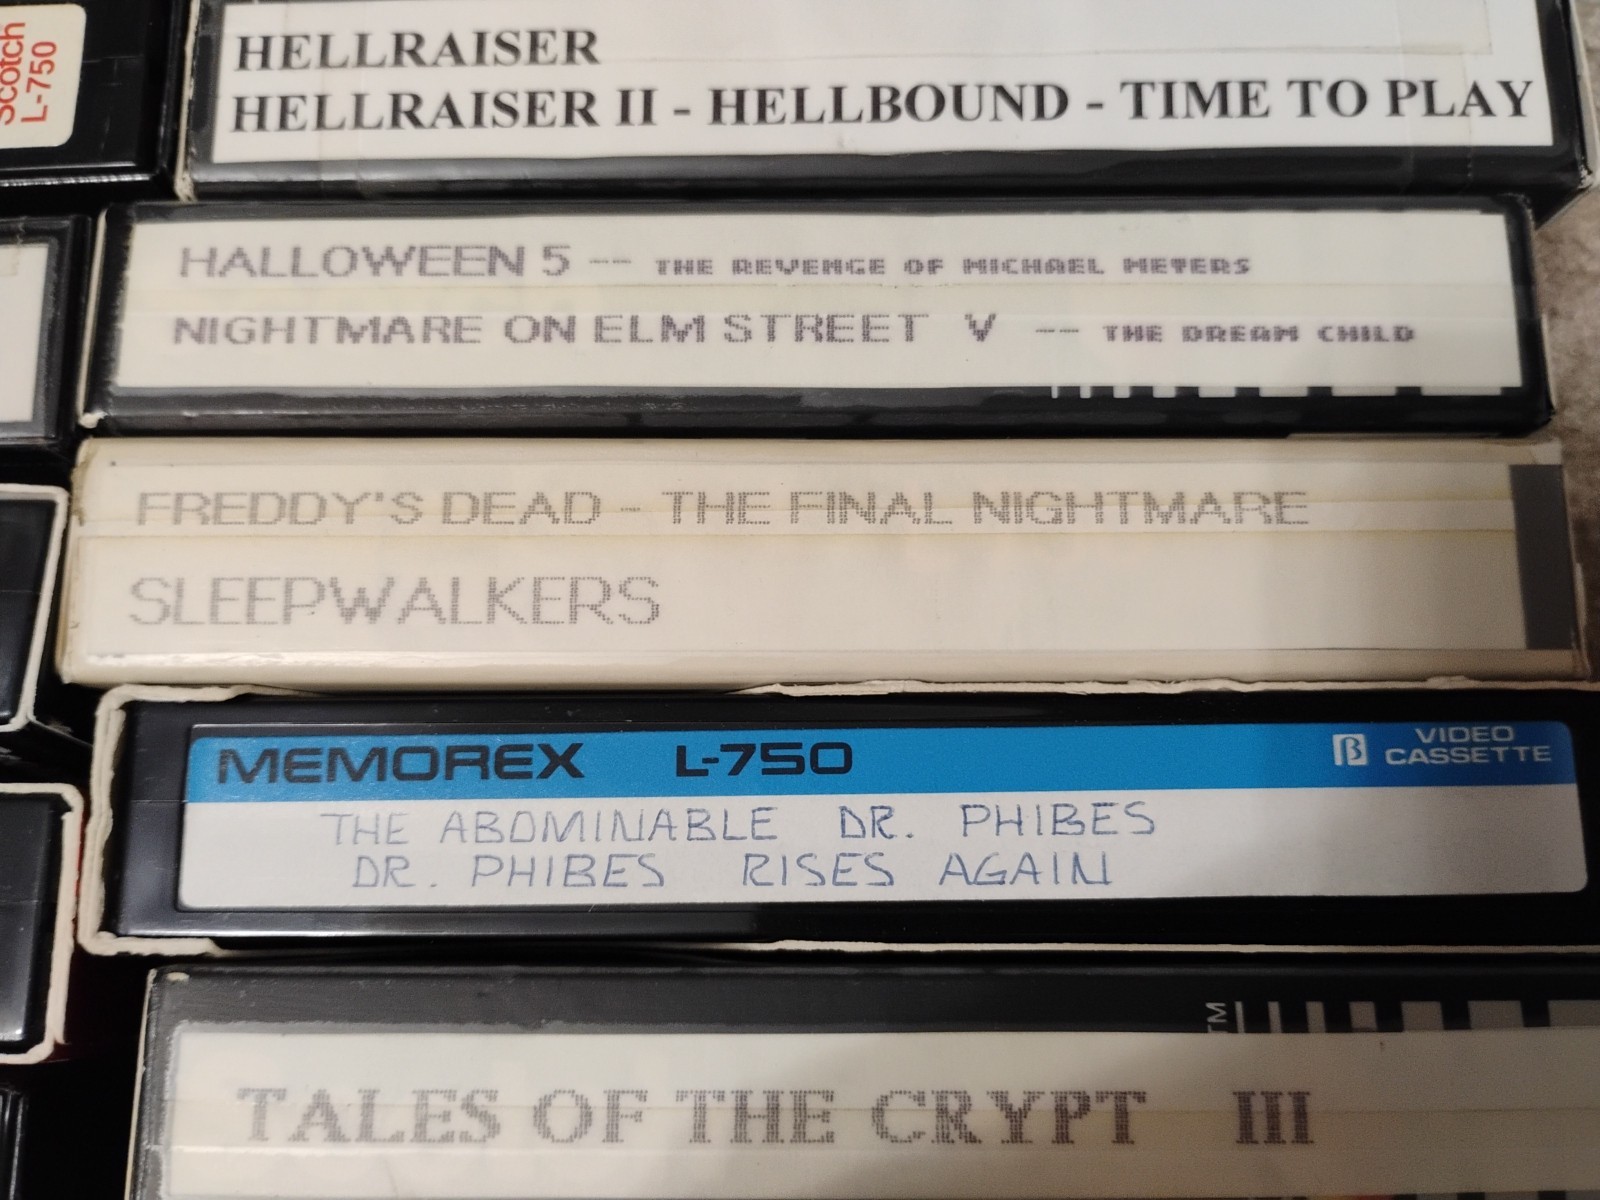 Scotch
L-750
HELLRAISER
HELLRAISER II - HELLBOUND - TIME TO PLAY
HALLOWEEN 5 -- THE REVENGE OF MICHAEL MEYERS
NIGHTMARE ON ELM STREET V -- THE DREAM CHILD
FREDDY'S DEAD - THE FINAL NIGHTMARE
SLEEPWALKERS
MEMOREX L-750 β VIDEO CASSETTE
THE ABOMINABLE DR. PHIBES
DR. PHIBES RISES AGAIN
TM
TALES OF THE CRYPT III